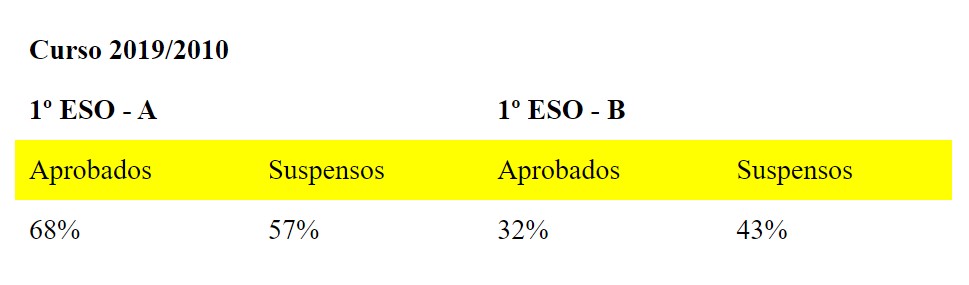 Curso 2019/2010
1º ESO - A 1º ESO - B
Aprobados Suspensos Aprobados Suspensos
68% 57% 32% 43%